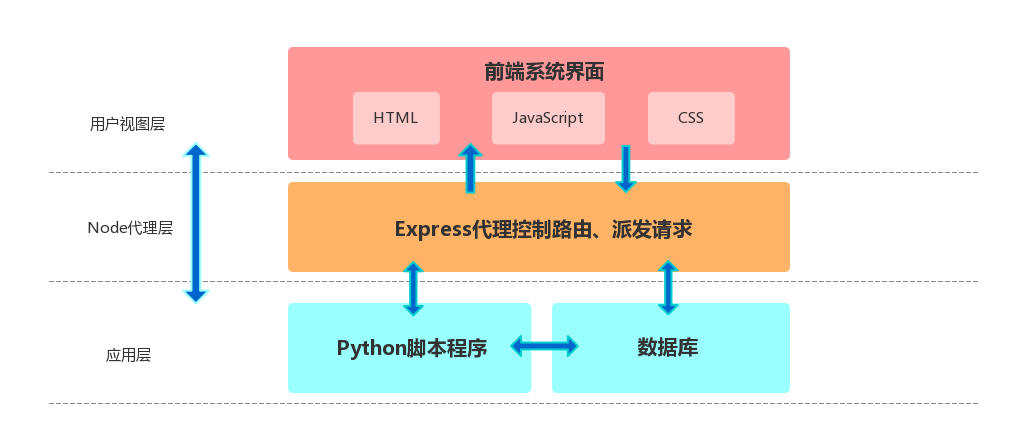 前端系统界面
HTML
JavaScript
CSS
用户视图层
Node代理层
Express代理控制路由、派发请求
应用层
Python脚本程序
数据库